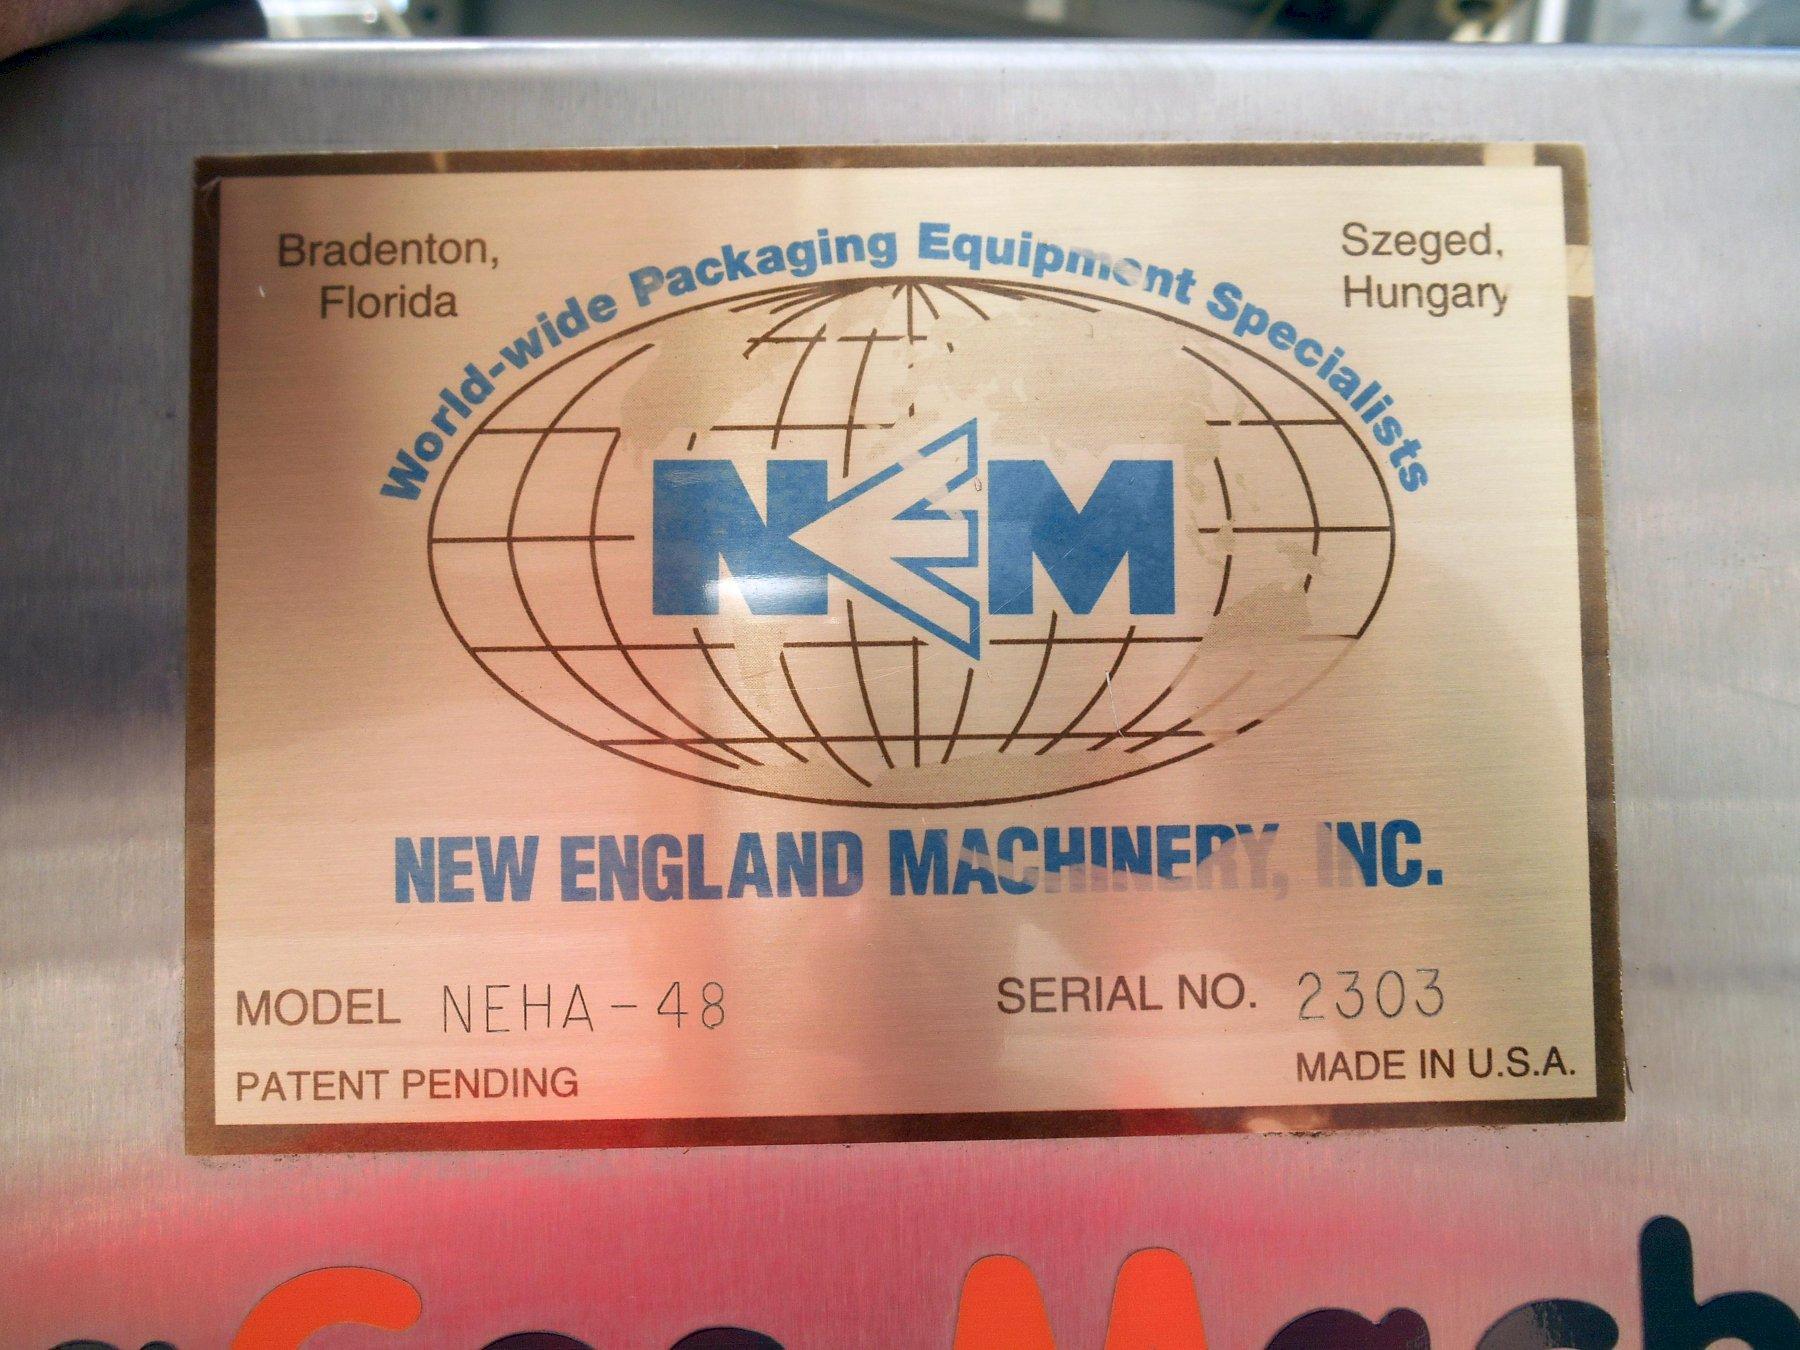 Bradenton,
Florida
World-wide Packaging Equipment Specialists
Szeged,
Hungary
NEM
NEW ENGLAND MACHINERY, INC.
MODEL NEHA-48
SERIAL NO. 2303
PATENT PENDING
MADE IN U.S.A.